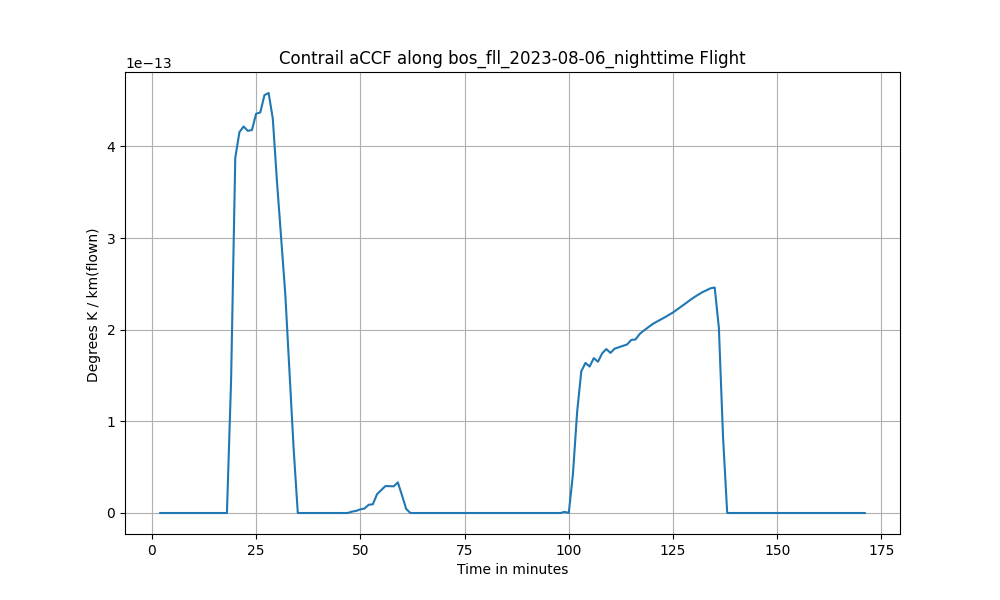 Contrail aCCF along bos_fll_2023-08-06_nighttime Flight
1e−13
4
3
2
1
0
Degrees K / km(flown)
0 25 50 75 100 125 150 175
Time in minutes